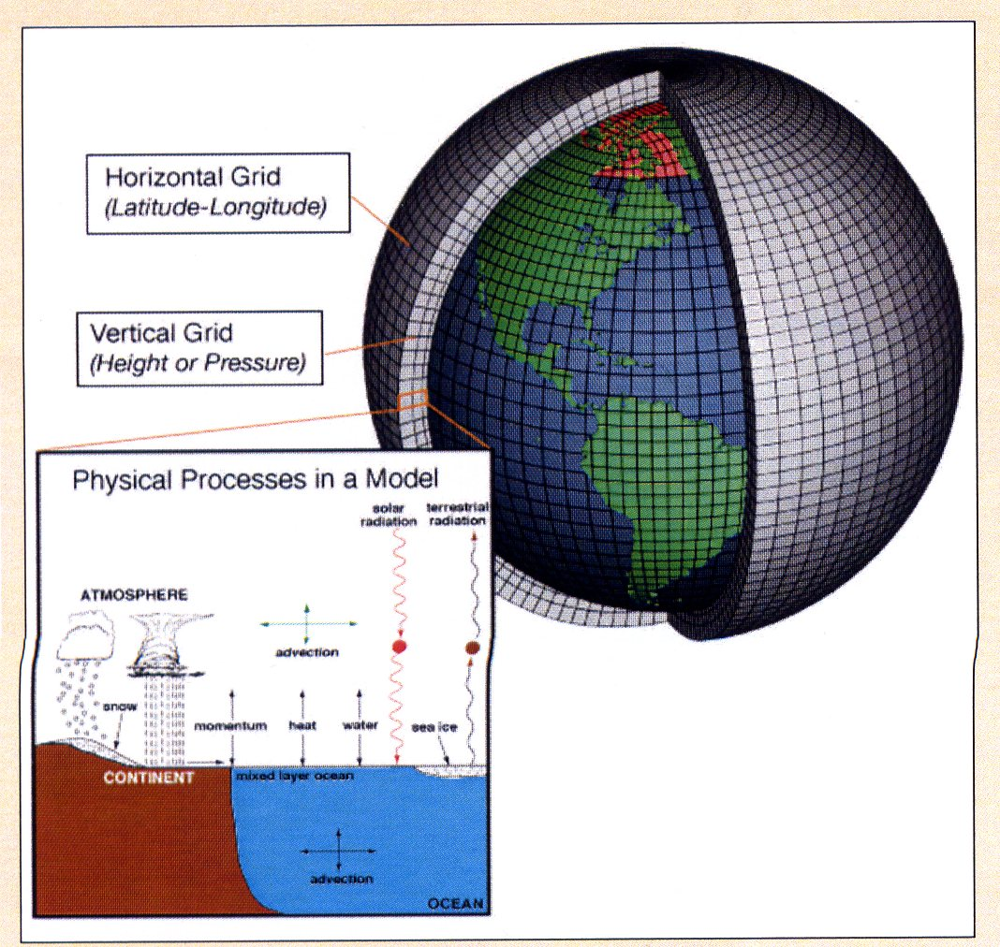 Horizontal Grid
(Latitude-Longitude)
Vertical Grid
(Height or Pressure)
Physical Processes in a Model
solar
radiation
terrestrial
radiation
ATMOSPHERE
advection
snow
momentum
heat
water
sea ice
CONTINENT
mixed layer ocean
advection
OCEAN